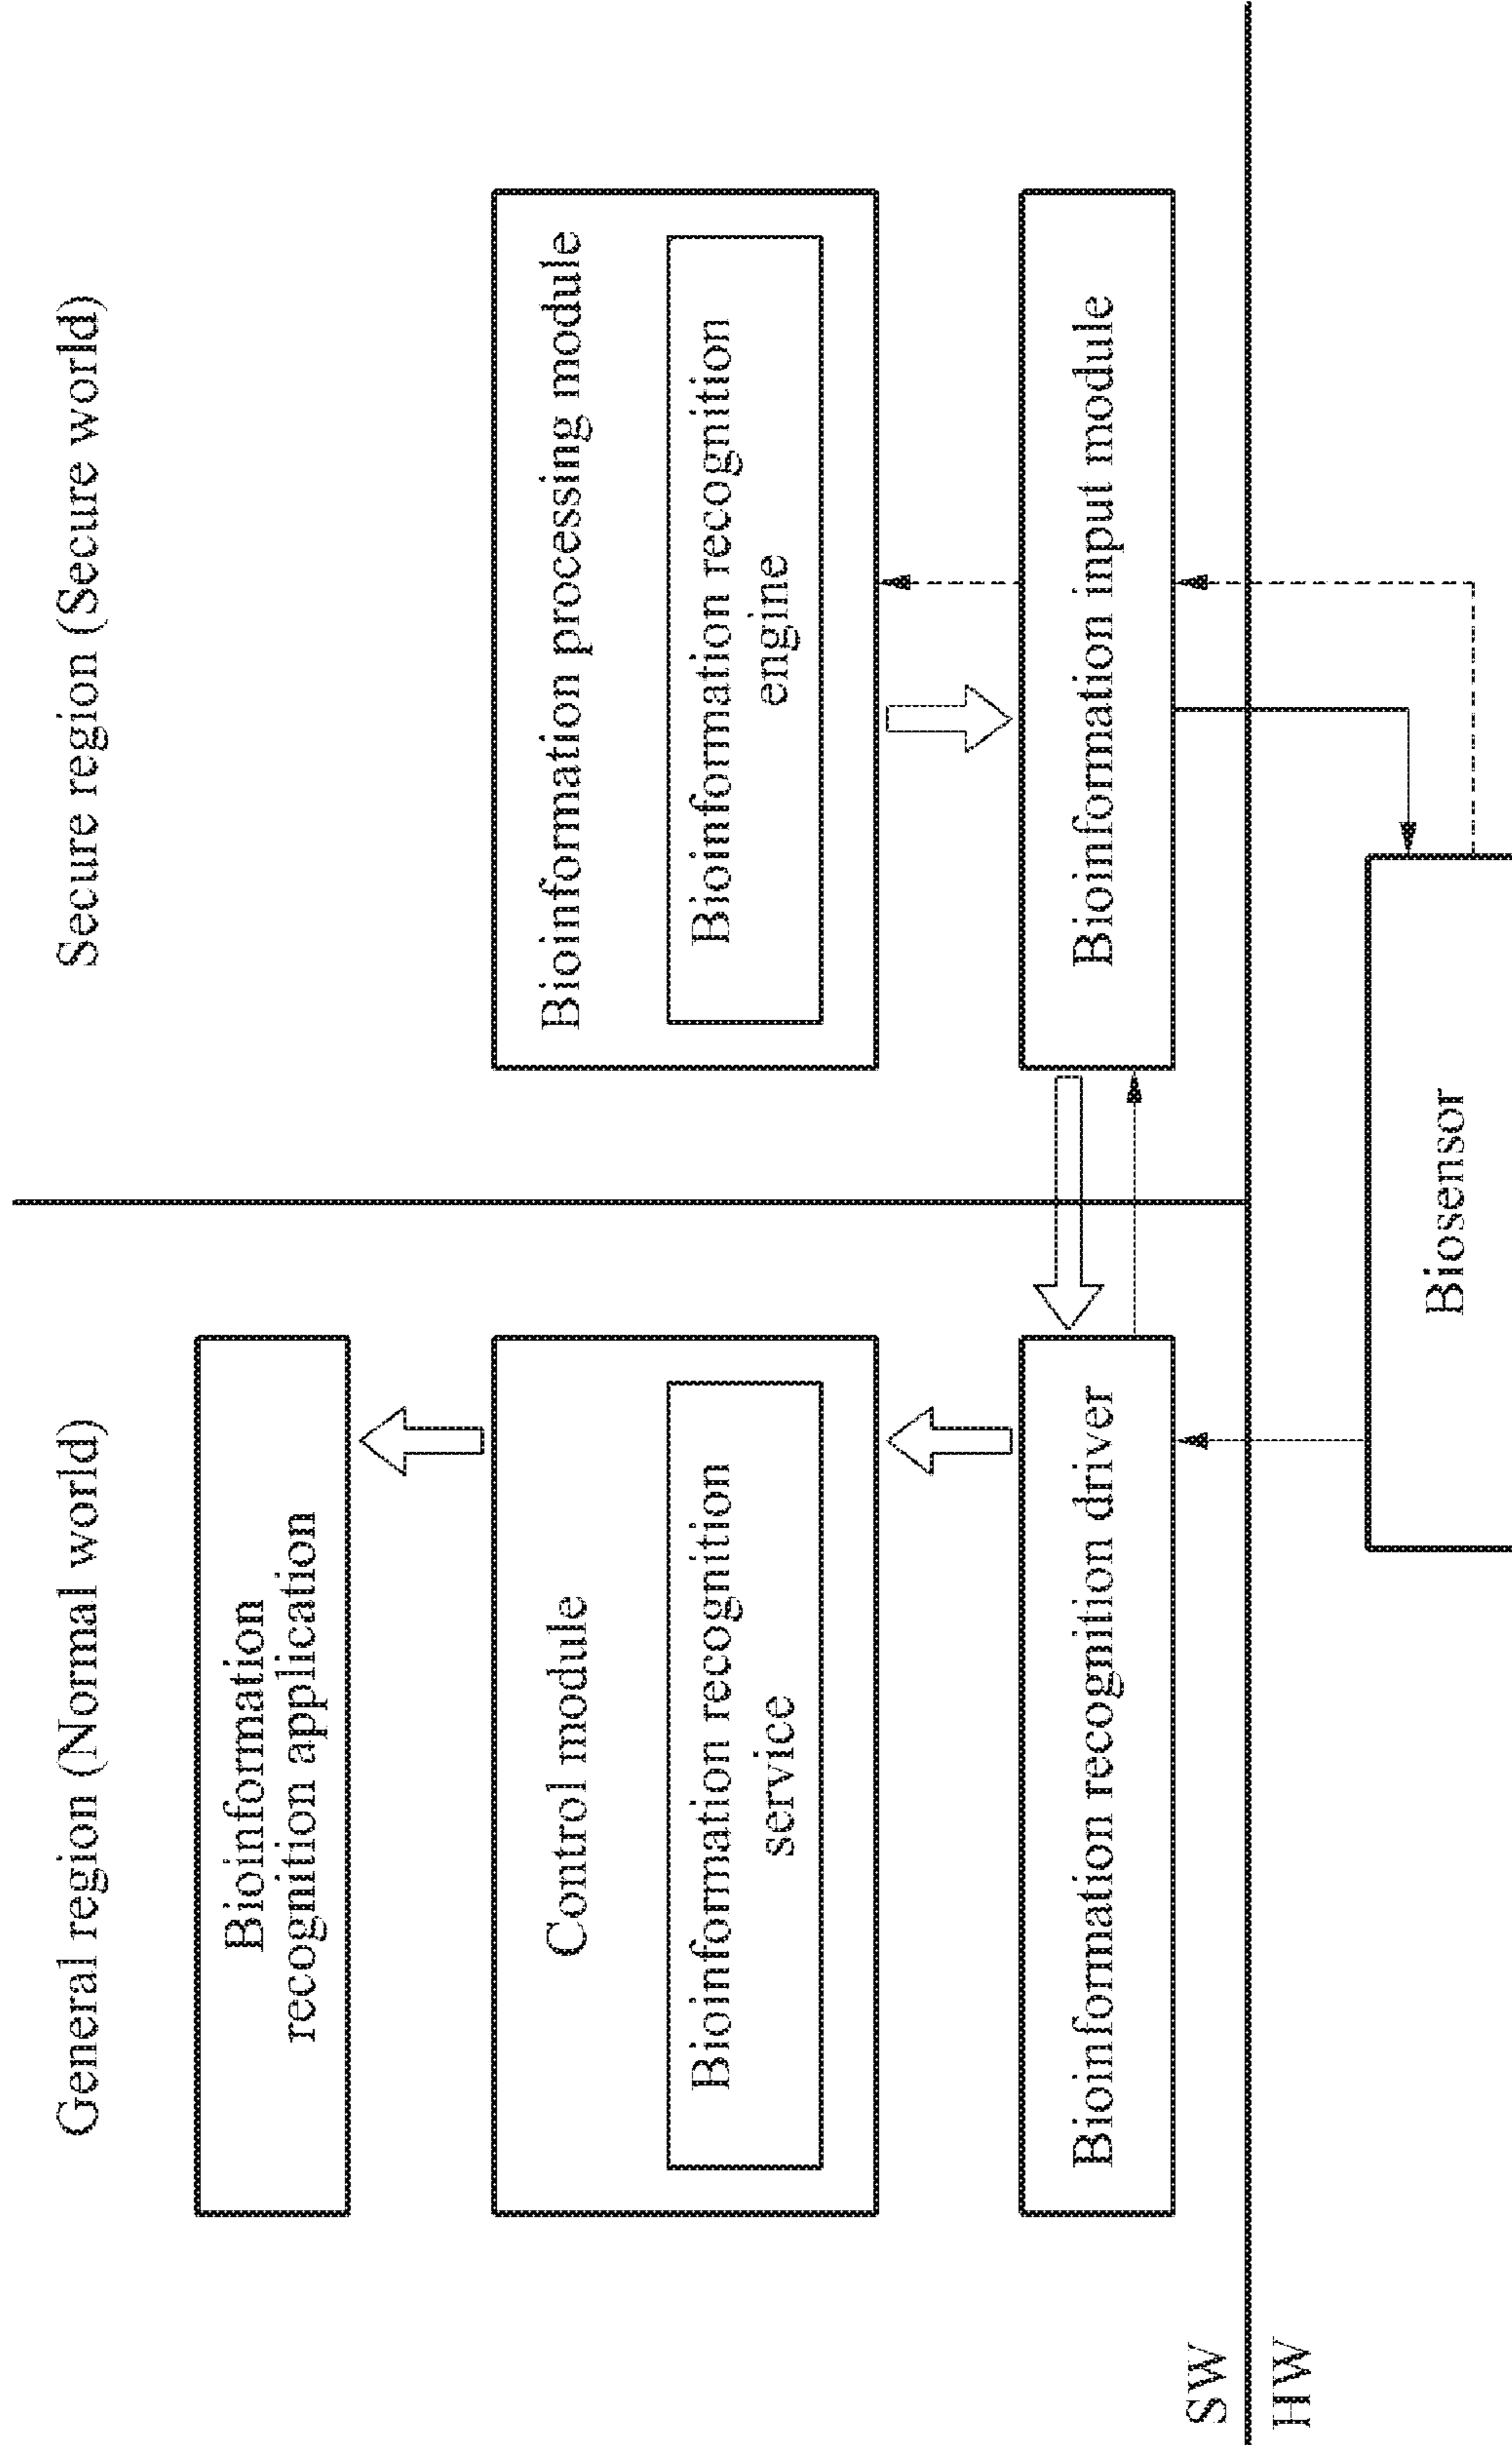 General region (Normal world)
Secure region (Secure world)
Bioinformation
recognition application
Control module
Bioinformation recognition
service
Bioinformation processing module
Bioinformation recognition
engine
Bioinformation recognition driver
Bioinformation input module
SW
HW
Biosensor